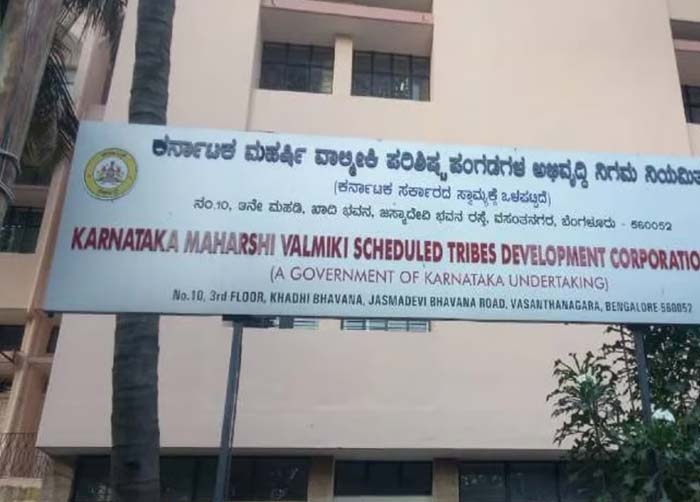 ಕರ್ನಾಟಕ ಮಹರ್ಷಿ ವಾಲ್ಮೀಕಿ ಪರಿಶಿಷ್ಟ ಪಂಗಡಗಳ ಅಭಿವೃದ್ಧಿ ನಿಗಮ ನಿಯಮಿತ
(ಕರ್ನಾಟಕ ಸರ್ಕಾರದ ಸ್ವಾಮ್ಯಕ್ಕೆ ಒಳಪಟ್ಟಿದೆ)
ನಂ.10, 3ನೇ ಮಹಡಿ, ಖಾದಿ ಭವನ, ಜಸ್ಮಾದೇವಿ ಭವನ ರಸ್ತೆ, ವಸಂತನಗರ, ಬೆಂಗಳೂರು - 560052
KARNATAKA MAHARSHI VALMIKI SCHEDULED TRIBES DEVELOPMENT CORPORATIO
(A GOVERNMENT OF KARNATAKA UNDERTAKING)
No.10, 3rd FLOOR, KHADHI BHAVANA, JASMADEVI BHAVANA ROAD, VASANTHANAGARA, BENGALORE-560052